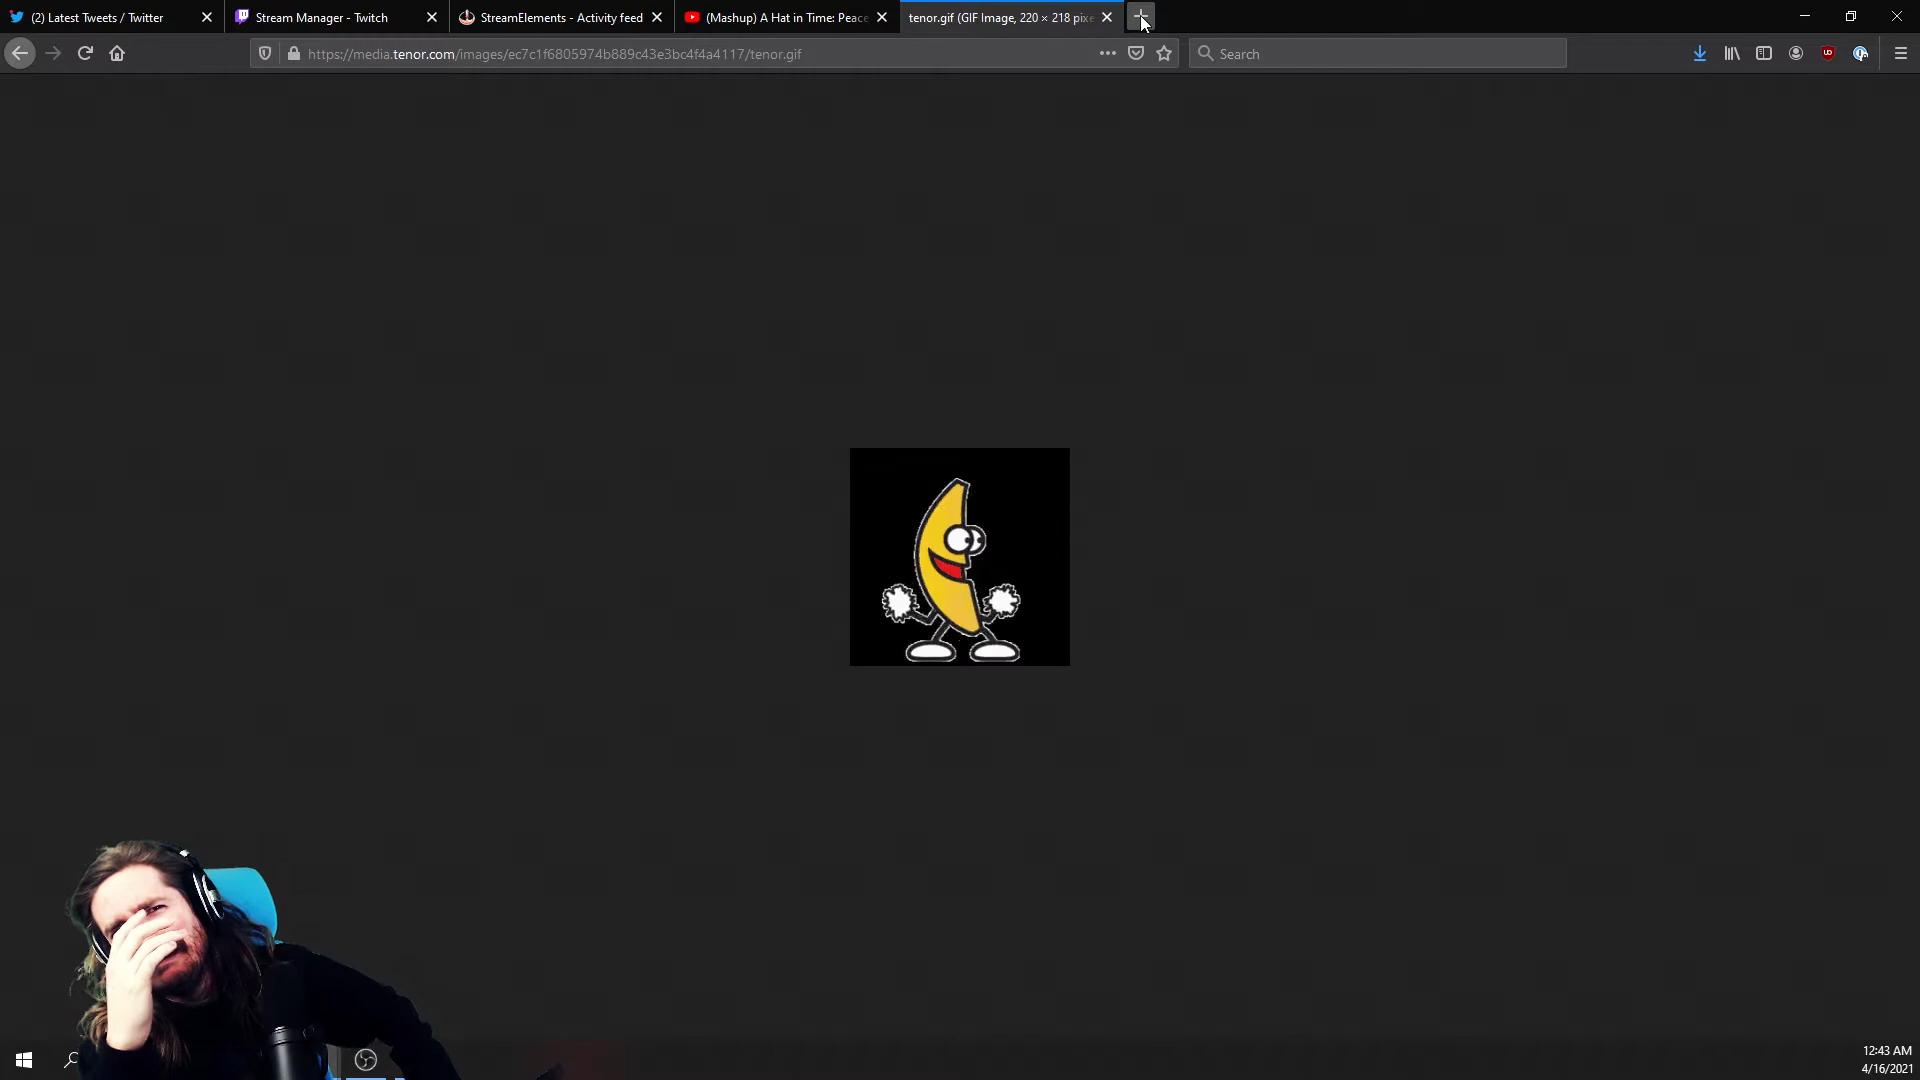 (2) Latest Tweets / Twitter
Stream Manager - Twitch
StreamElements - Activity feed
(Mashup) A Hat in Time: Peace
tenor.gif (GIF Image, 220 × 218 pixe
https://media.tenor.com/images/ec7c1f6805974b889c43e3bc4f4a4117/tenor.gif
Search
12:43 AM
4/16/2021